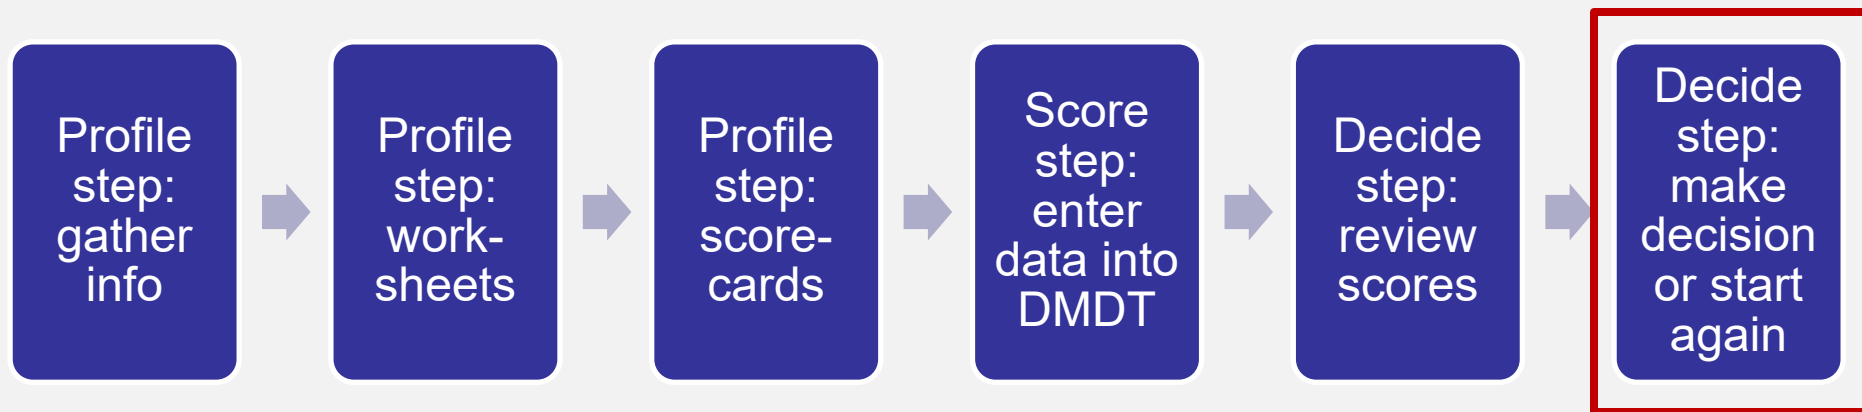 Profile
step:
gather
info
Profile
step:
work-
sheets
Profile
step:
score-
cards
Score
step:
enter
data into
DMDT
Decide
step:
review
scores
Decide
step:
make
decision
or start
again